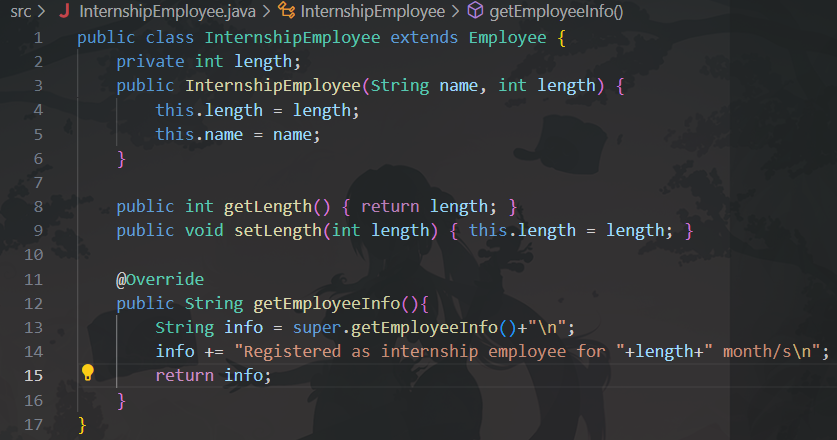 src > InternshipEmployee.java > InternshipEmployee > getEmployeeInfo()
1 public class InternshipEmployee extends Employee {
2     private int length;
3     public InternshipEmployee(String name, int length) {
4         this.length = length;
5         this.name = name;
6     }
7
8     public int getLength() { return length; }
9     public void setLength(int length) { this.length = length; }
10
11     @Override
12     public String getEmployeeInfo(){
13         String info = super.getEmployeeInfo()+"\n";
14         info += "Registered as internship employee for "+length+" month/s\n";
15         return info;
16     }
17 }